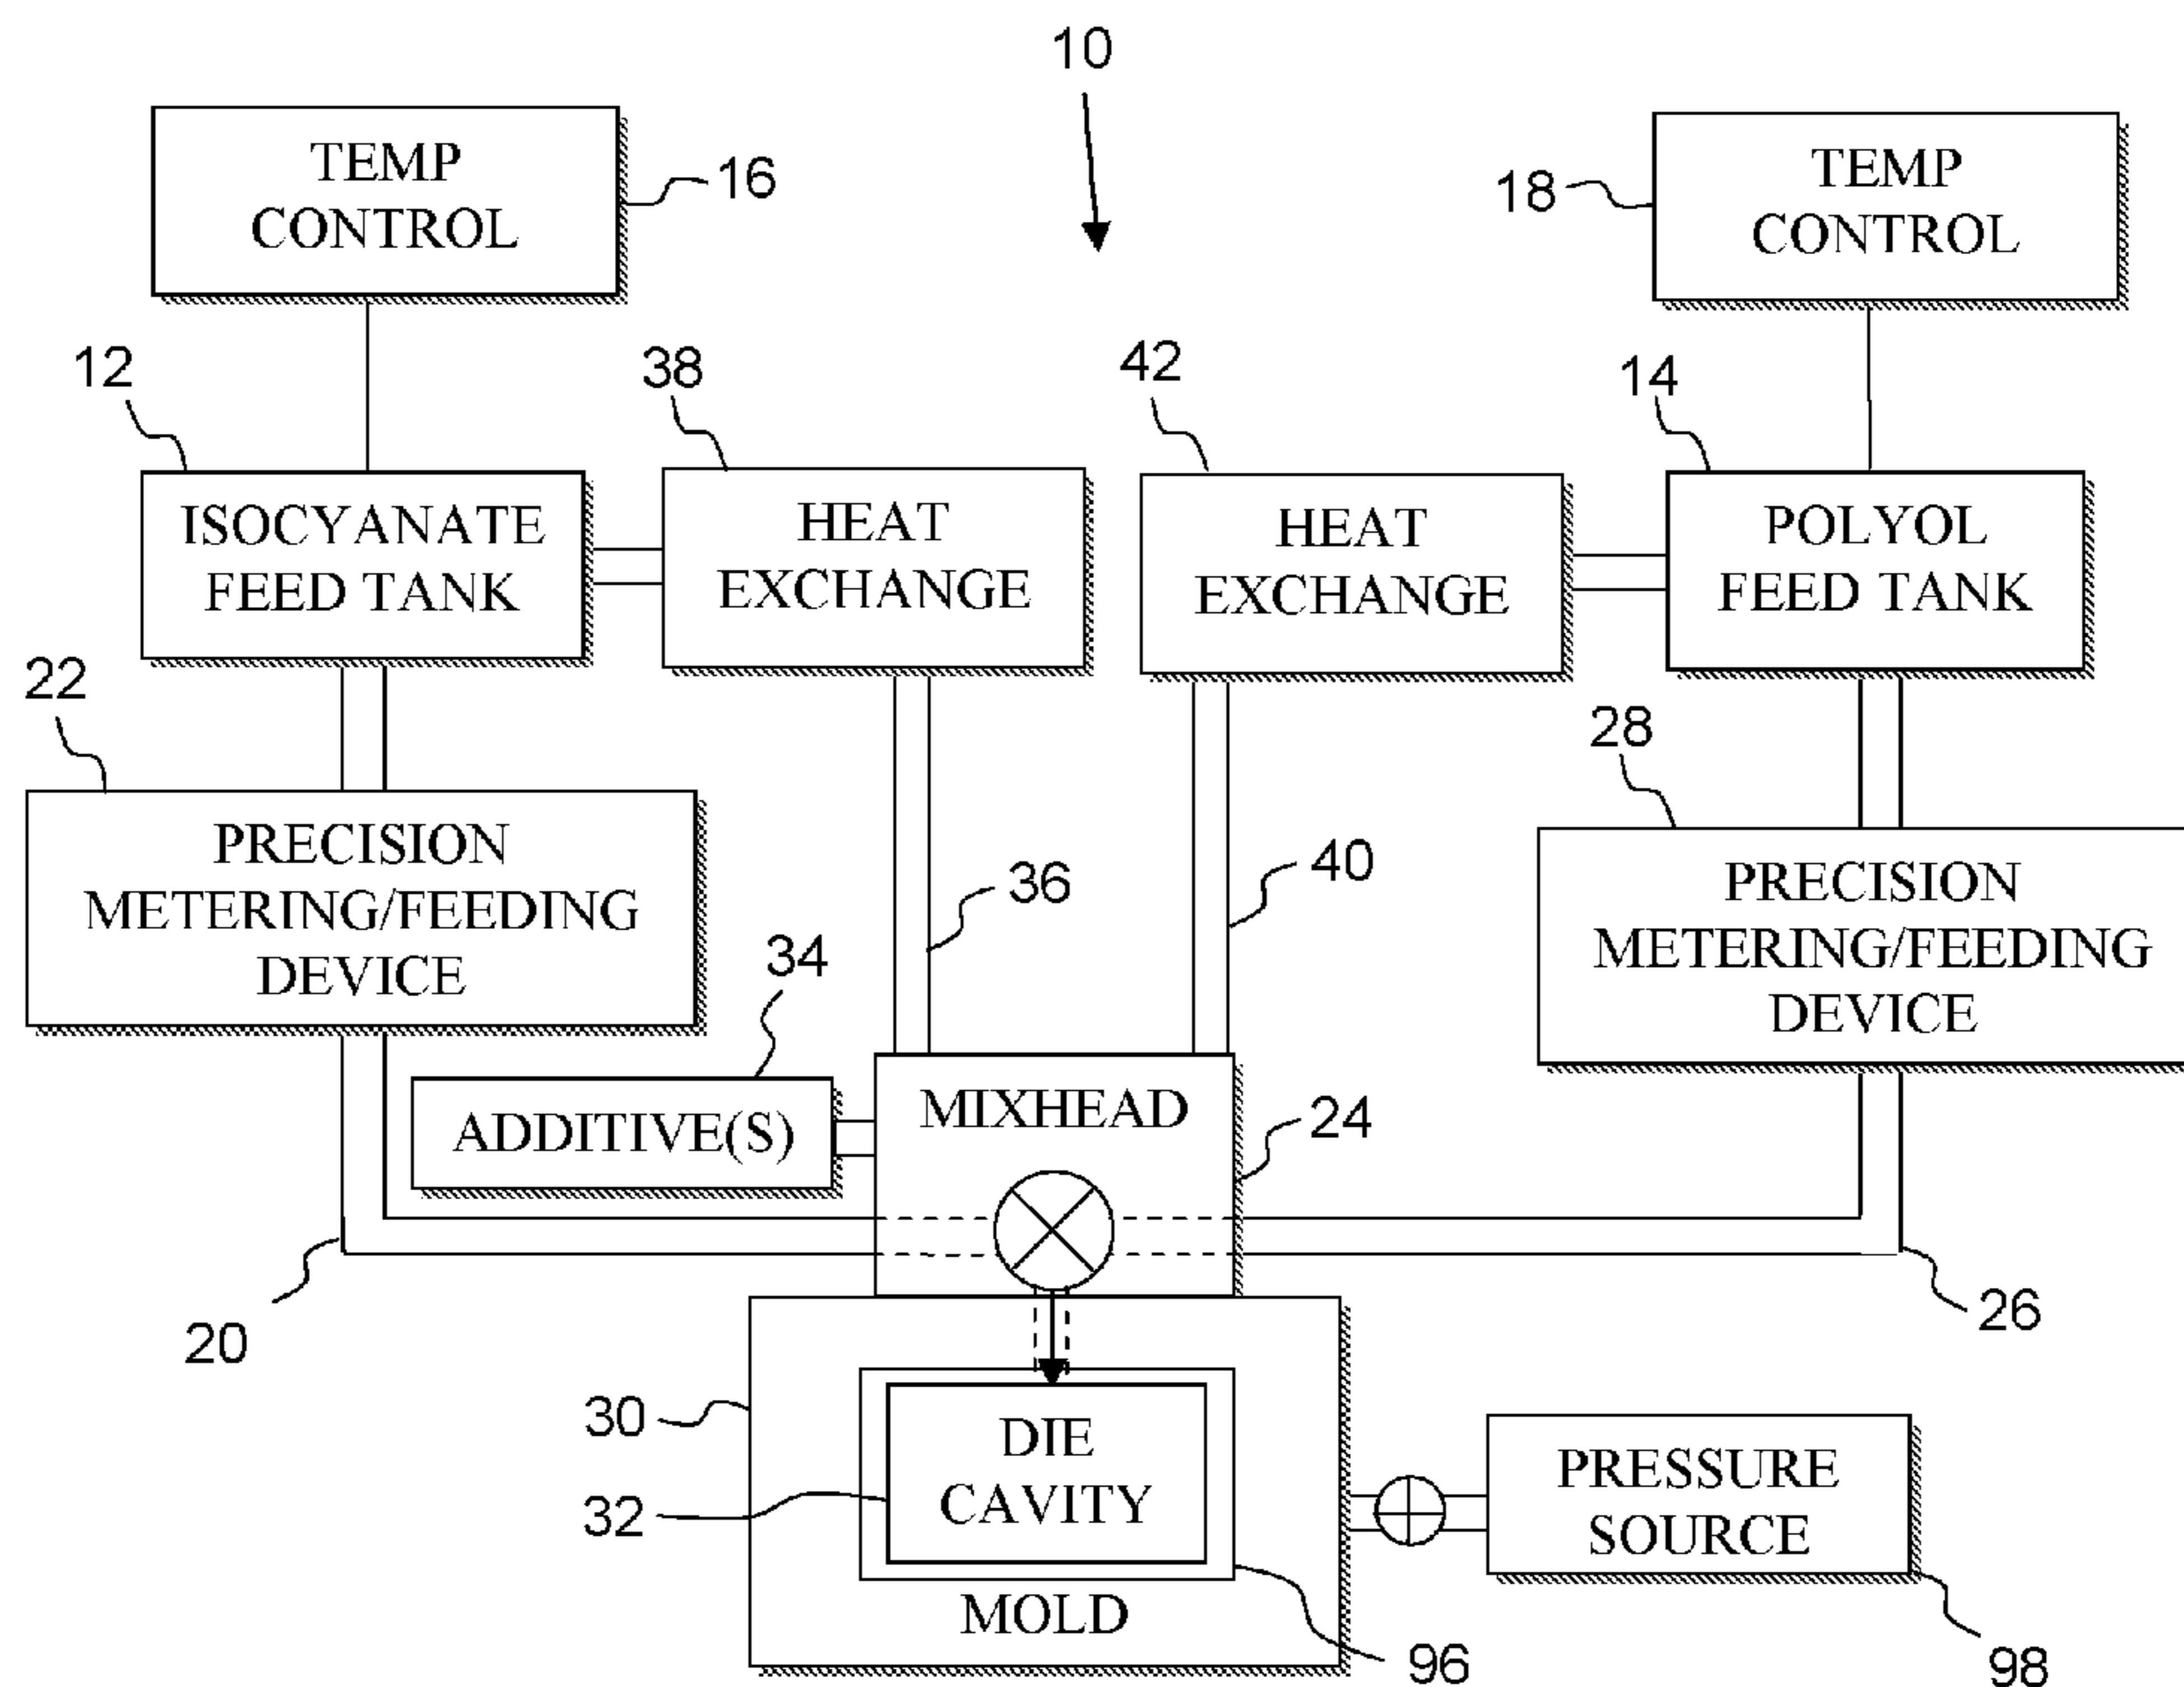 10
TEMP
CONTROL
16
18
TEMP
CONTROL
12
38
42
14
ISOCYANATE
FEED TANK
HEAT
EXCHANGE
HEAT
EXCHANGE
POLYOL
FEED TANK
22
28
PRECISION
METERING/FEEDING
DEVICE
36
40
PRECISION
METERING/FEEDING
DEVICE
34
ADDITIVE(S)
MIXHEAD
24
20
26
30
32
DIE
CAVITY
MOLD
96
PRESSURE
SOURCE
98